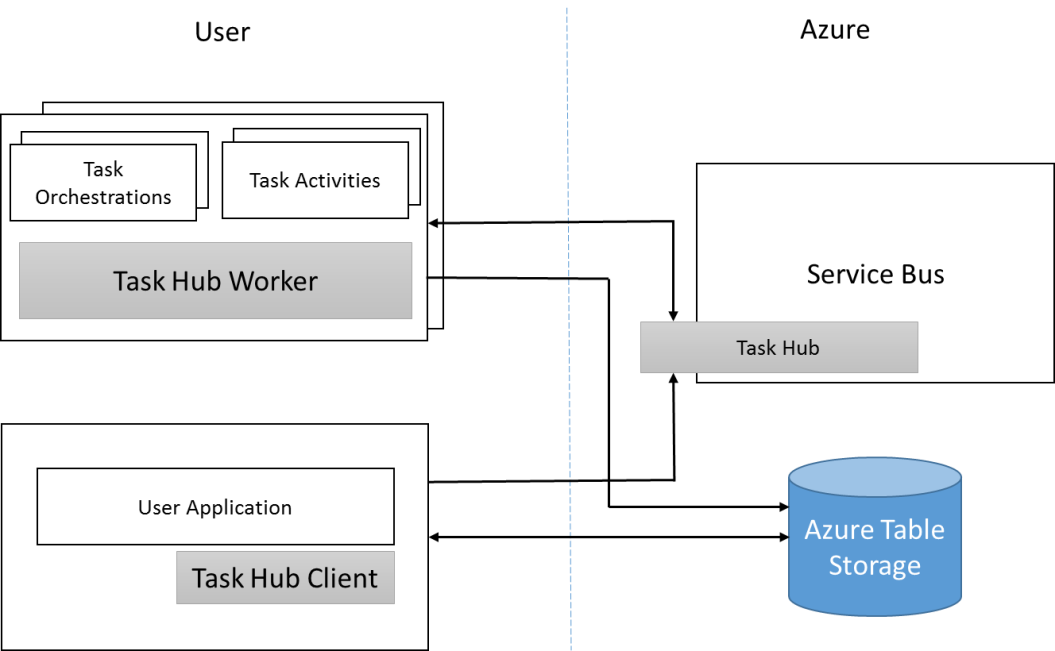 User
Azure
Task
Orchestrations
Task Activities
Task Hub Worker
Service Bus
Task Hub
User Application
Task Hub Client
Azure Table
Storage